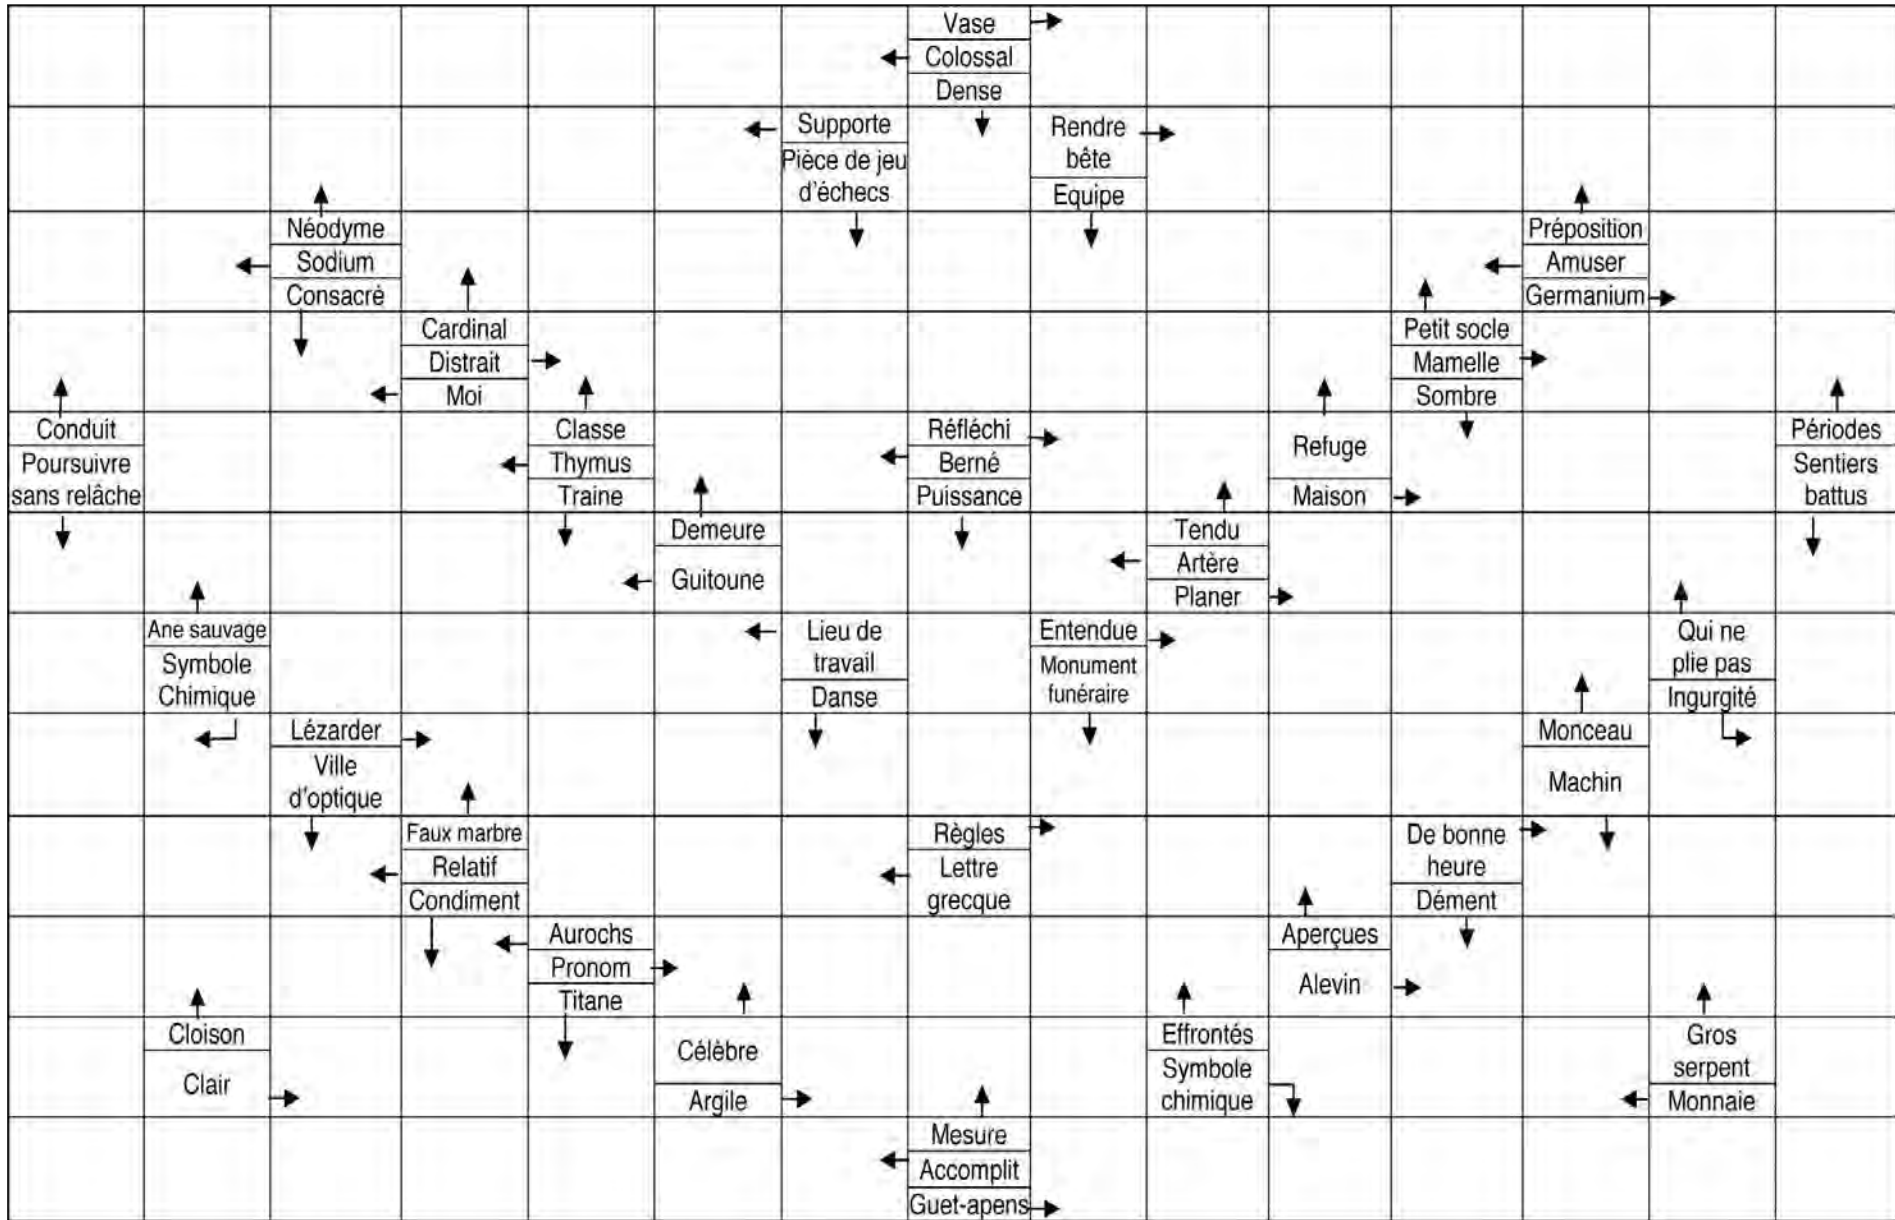 Vase
Colossal
Dense
Supporte
Pièce de jeu
d'échecs
Rendre
bête
Equipe
Néodyme
Sodium
Consacré
Préposition
Amuser
Germanium
Cardinal
Distrait
Moi
Petit socle
Mamelle
Sombre
Conduit
Poursuivre
sans relâche
Classe
Thymus
Traine
Réfléchi
Berné
Puissance
Refuge
Maison
Périodes
Sentiers
battus
Demeure
Guitoune
Tendu
Artère
Planer
Ane sauvage
Symbole
Chimique
Lieu de
travail
Danse
Entendue
Monument
funéraire
Qui ne
plie pas
Ingurgité
Lézarder
Ville
d'optique
Monceau
Machin
Faux marbre
Relatif
Condiment
Règles
Lettre
grecque
De bonne
heure
Dément
Aurochs
Pronom
Titane
Aperçues
Alevin
Cloison
Clair
Célèbre
Argile
Effrontés
Symbole
chimique
Gros
serpent
Monnaie
Mesure
Accomplit
Guet-apens